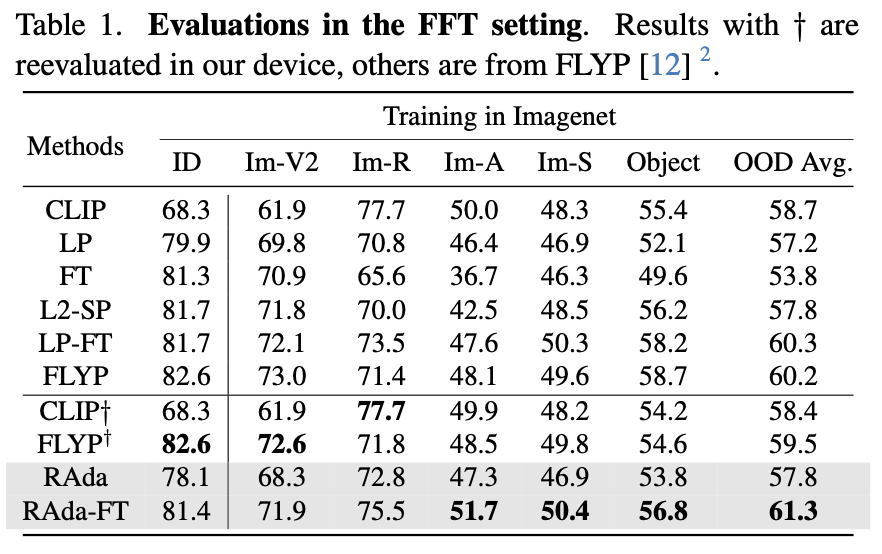 Table 1. Evaluations in the FFT setting. Results with † are
reevaluated in our device, others are from FLYP [12] 2.
Training in Imagenet
Methods
ID Im-V2 Im-R Im-A Im-S Object OOD Avg.
CLIP 68.3 61.9 77.7 50.0 48.3 55.4 58.7
LP 79.9 69.8 70.8 46.4 46.9 52.1 57.2
FT 81.3 70.9 65.6 36.7 46.3 49.6 53.8
L2-SP 81.7 71.8 70.0 42.5 48.5 56.2 57.8
LP-FT 81.7 72.1 73.5 47.6 50.3 58.2 60.3
FLYP 82.6 73.0 71.4 48.1 49.6 58.7 60.2
CLIP† 68.3 61.9 77.7 49.9 48.2 54.2 58.4
FLYP† 82.6 72.6 71.8 48.5 49.8 54.6 59.5
RAda 78.1 68.3 72.8 47.3 46.9 53.8 57.8
RAda-FT 81.4 71.9 75.5 51.7 50.4 56.8 61.3